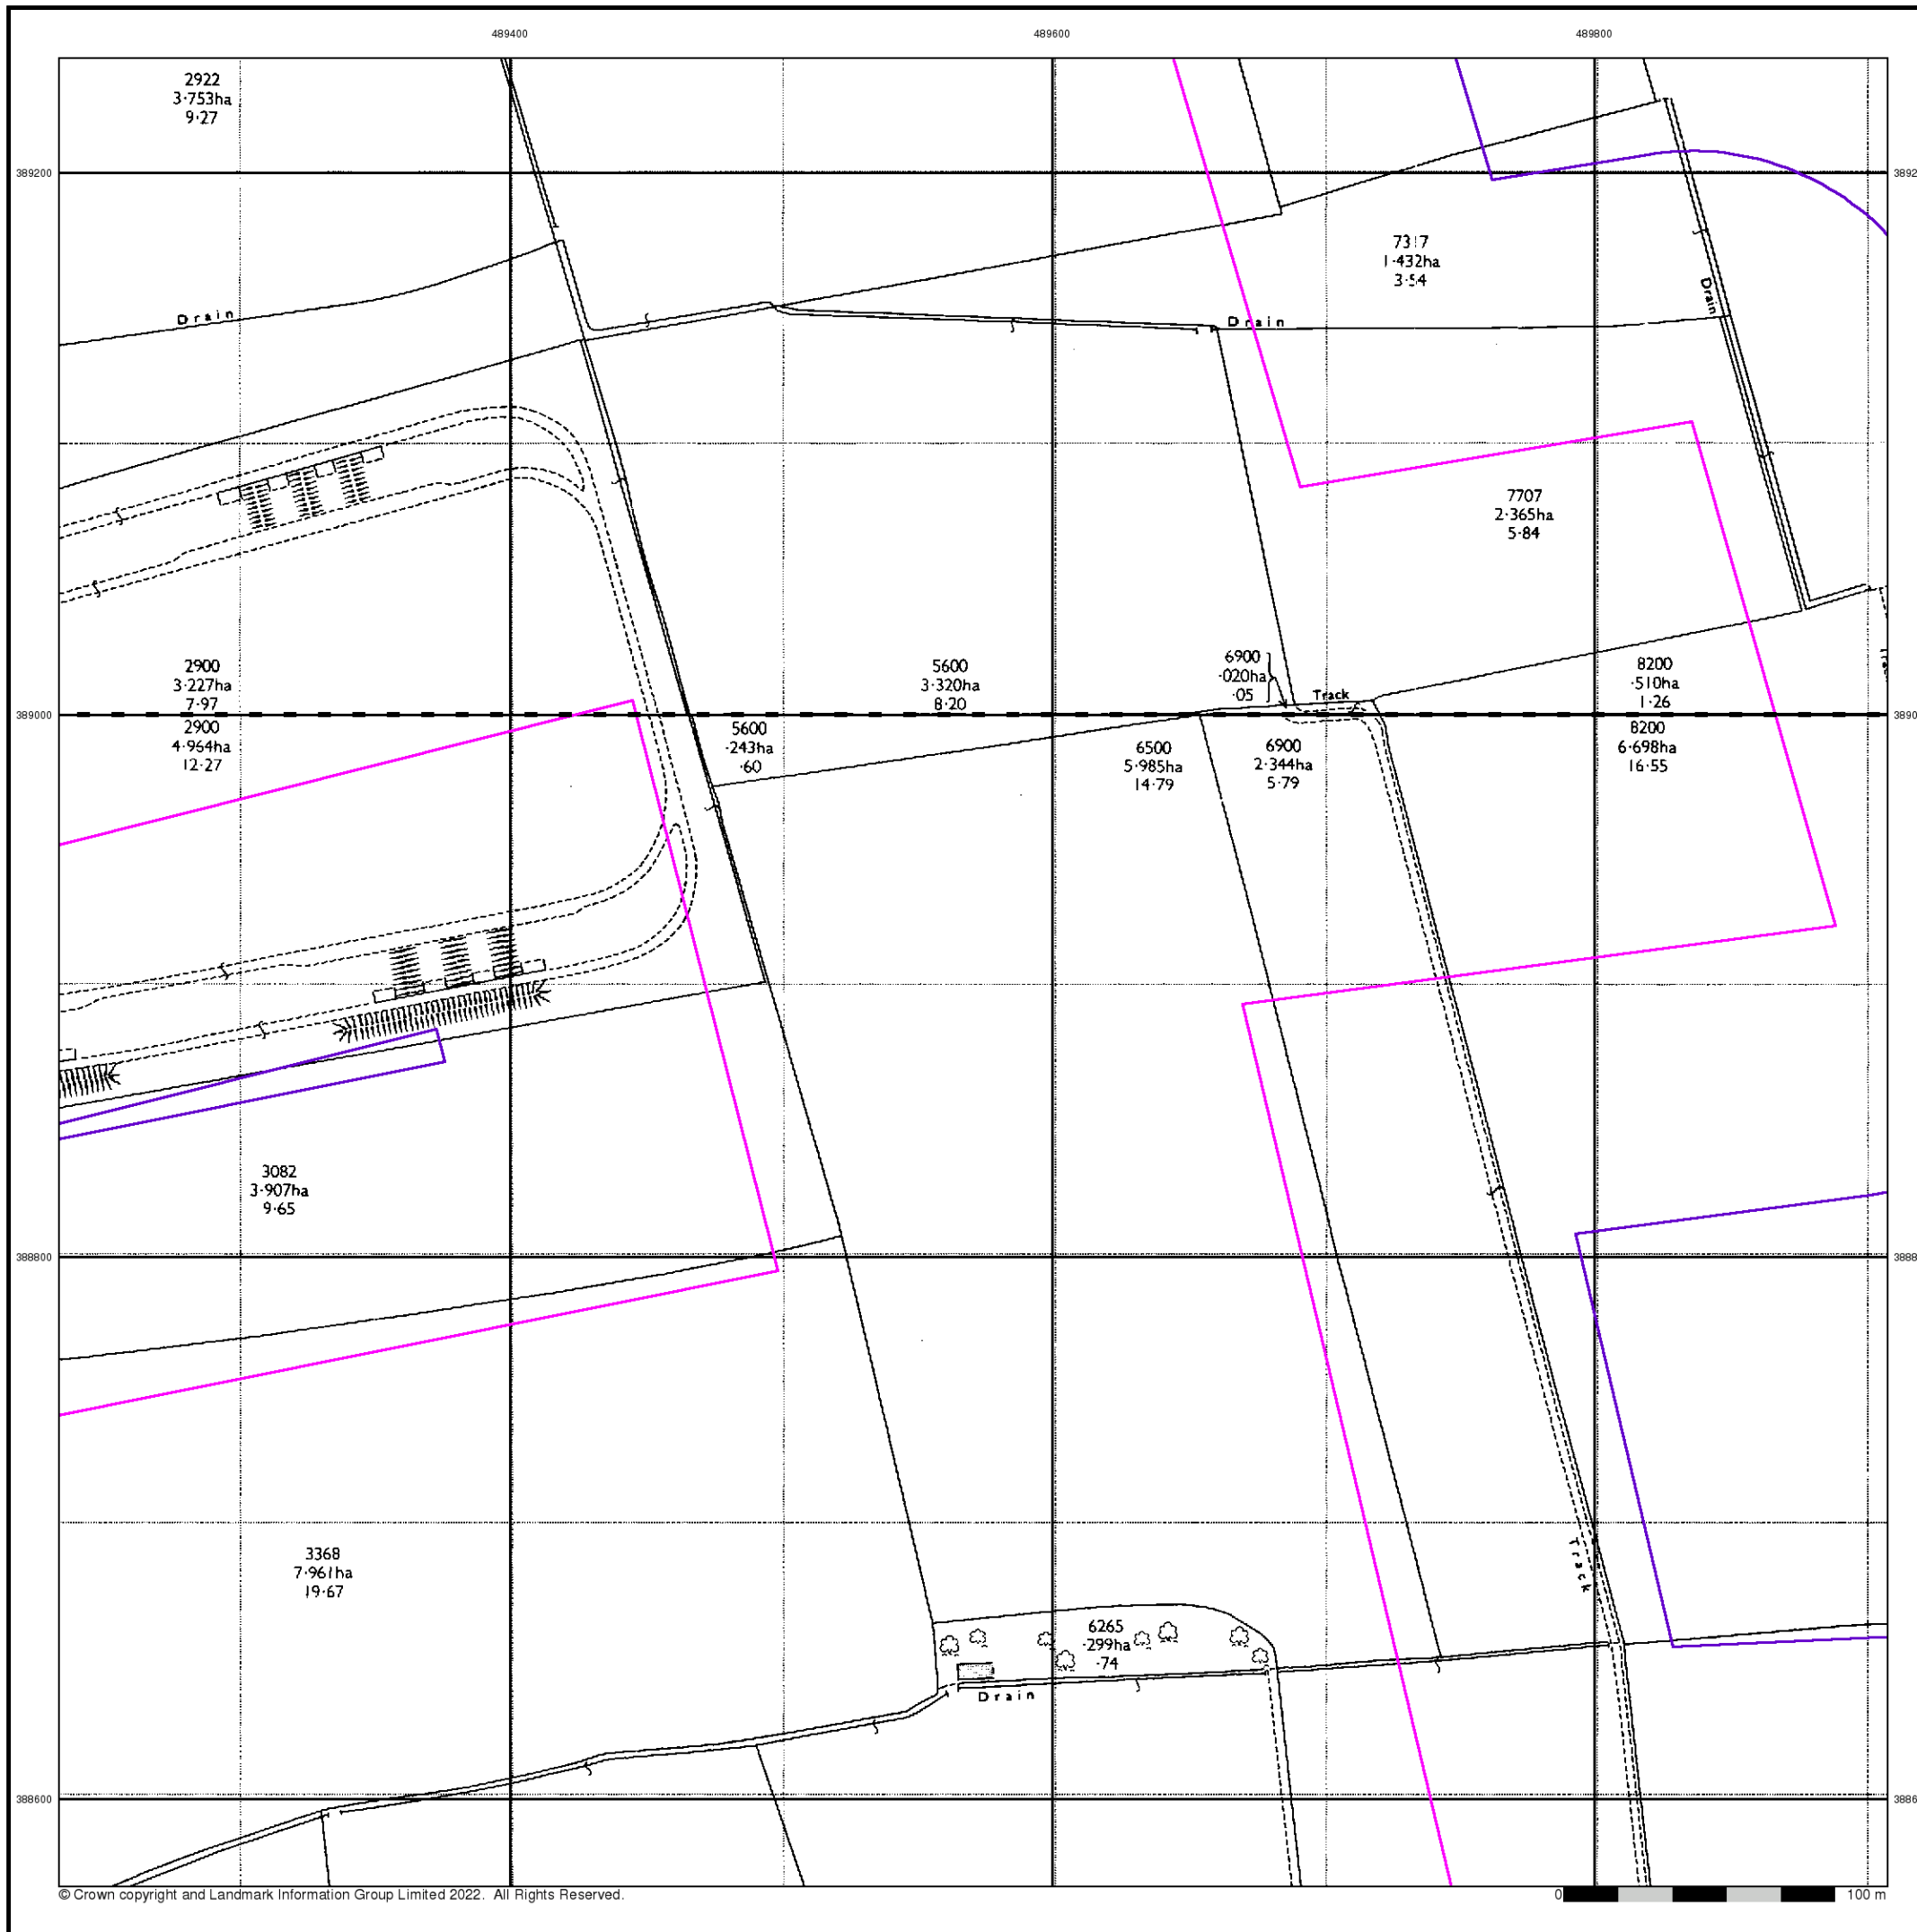 489400
489600
489800
2922
3·753ha
9·27
389200
3892
7317
1·432ha
3·54
Drain
Drain
Drain
7707
2·365ha
5·84
2900
3·227ha
7·97
5600
3·320ha
8·20
6900
·020ha
·05
Track
8200
·510ha
1·26
389000
3890
2900
4·964ha
12·27
5600
·243ha
·60
6500
5·985ha
14·79
6900
2·344ha
5·79
8200
6·698ha
16·55
3082
3·907ha
9·65
388800
3888
3368
7·961ha
19·67
Track
6265
·299ha
·74
Drain
388600
3886
© Crown copyright and Landmark Information Group Limited 2022. All Rights Reserved.
0 100 m